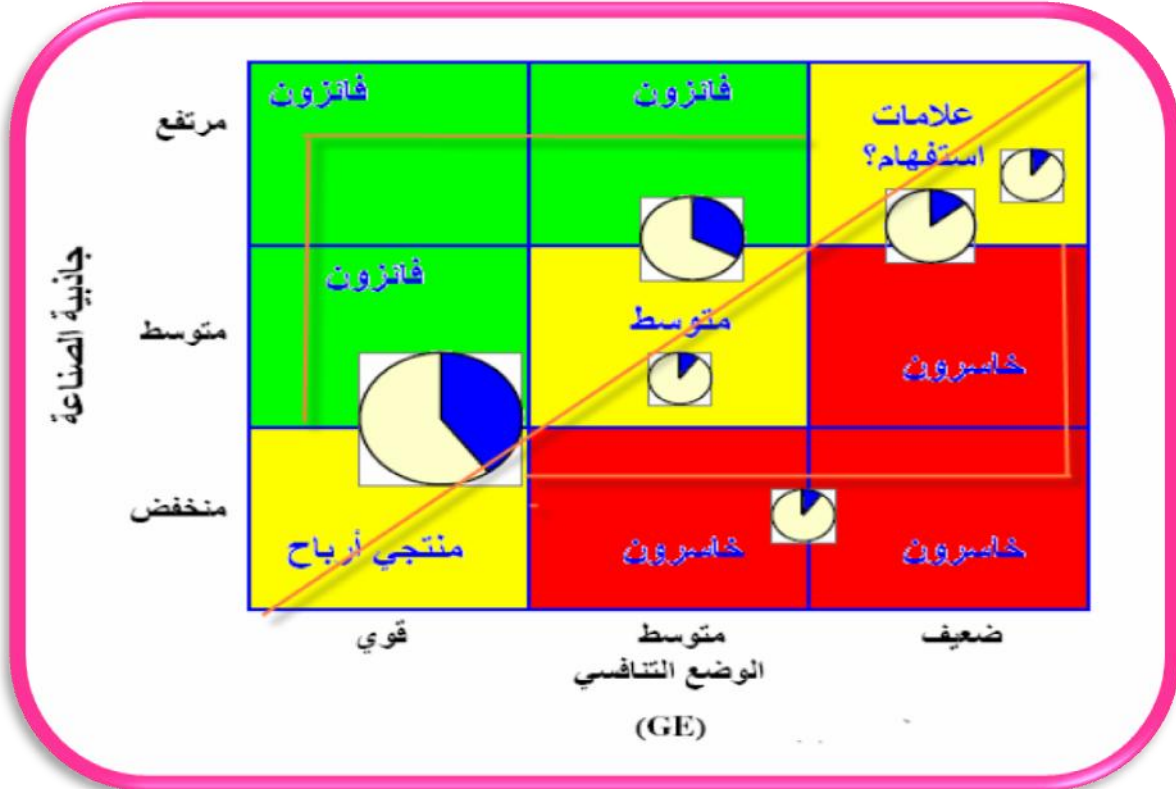 فائزون
فائزون
علامات
استفهام؟
مرتفع
فائزون
متوسط
خاسرون
متوسط
جاذبية الصناعة
منتجي أرباح
خاسرون
خاسرون
منخفض
قوي
متوسط
ضعيف
الوضع التنافسي
(GE)